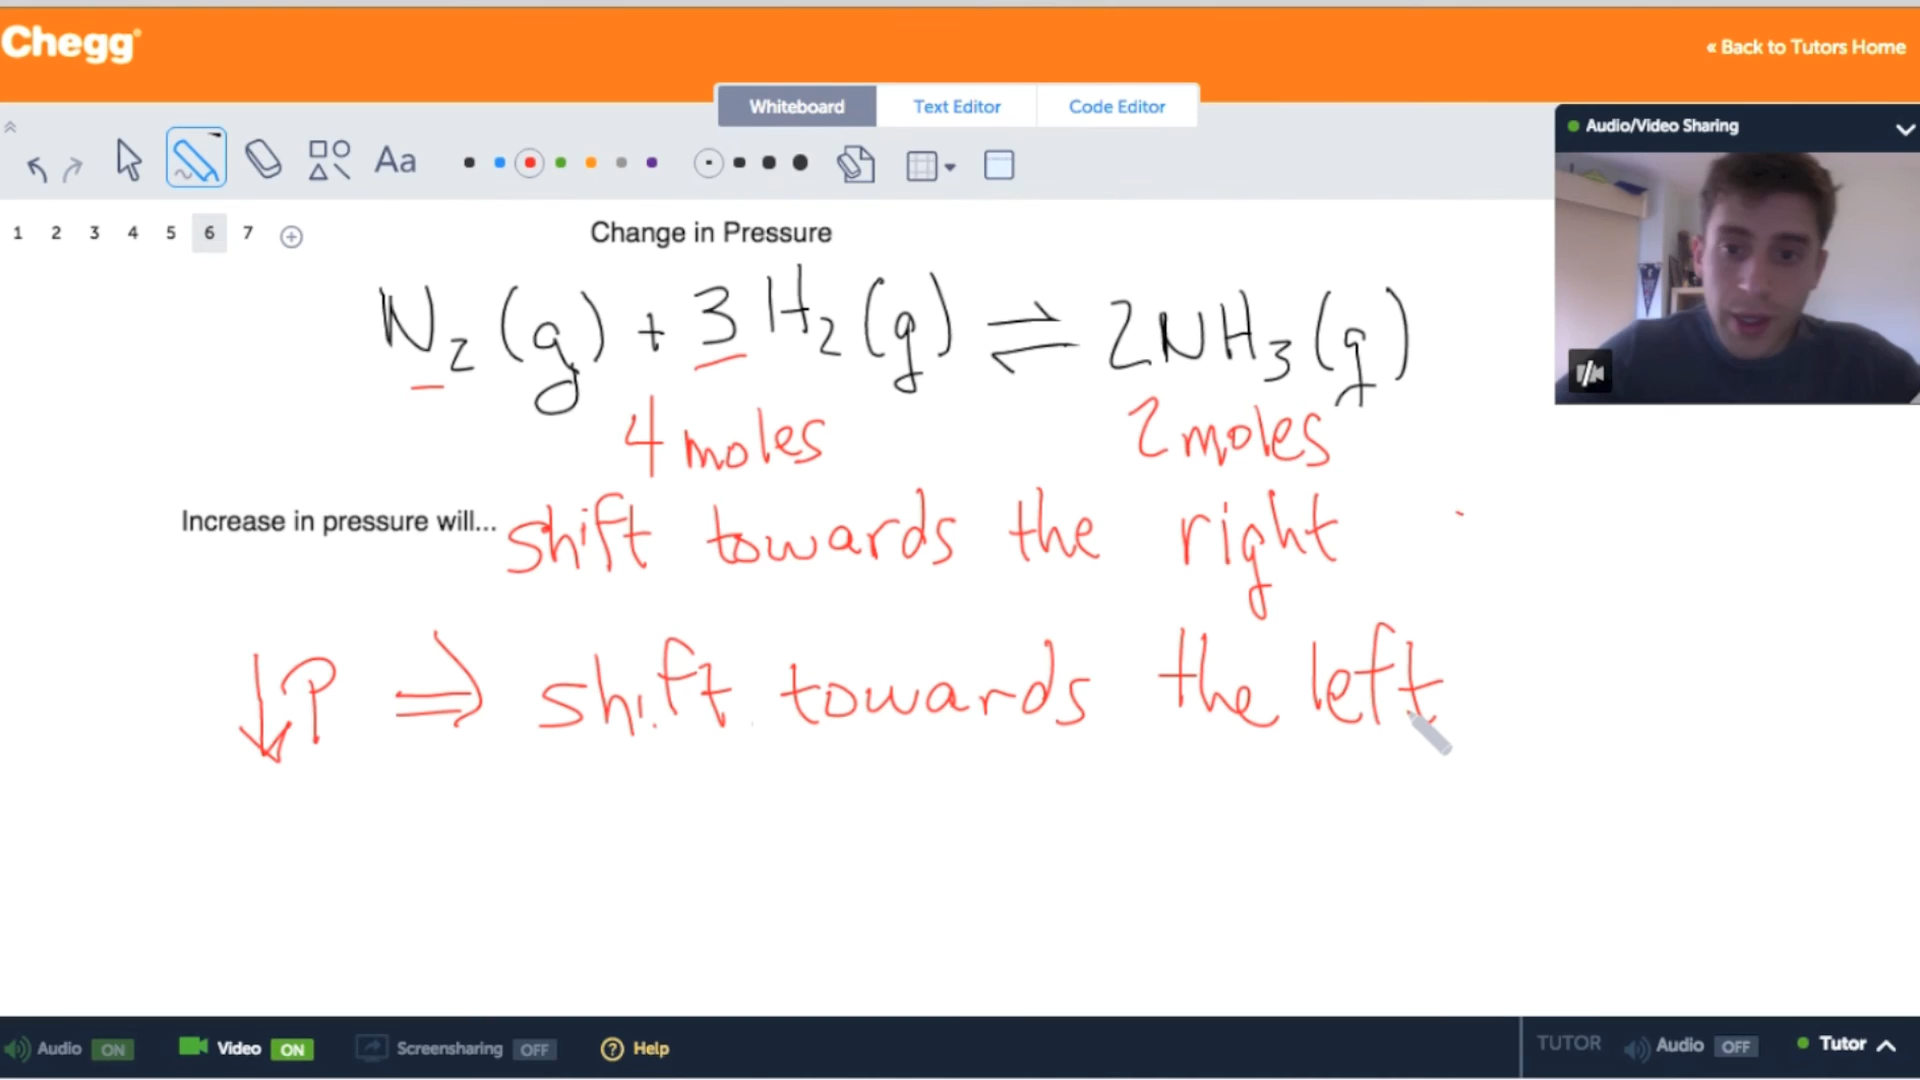 Chegg
« Back to Tutors Home
Whiteboard Text Editor Code Editor
Audio/Video Sharing
Aa
1 2 3 4 5 6 7
Change in Pressure
N2 (g) + 3 H2 (g) ⇌ 2NH3 (g)
4 moles 2 moles
Increase in pressure will... shift towards the right
↓P ⇒ shift towards the left
Audio ON Video ON Screensharing OFF ? Help TUTOR Audio OFF Tutor